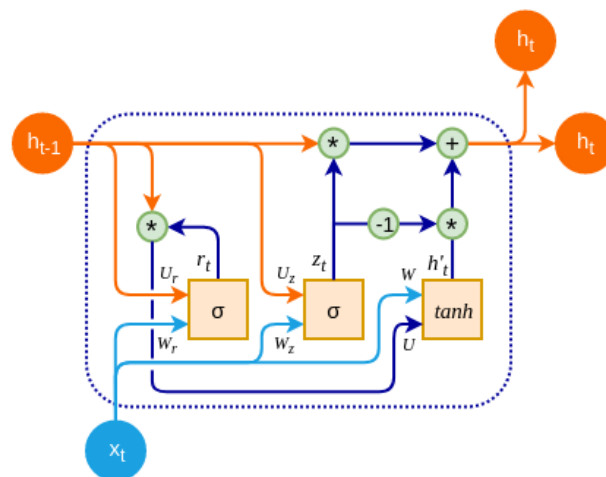 h_t
h_{t-1}
*
+
h_t
*
-1
*
r_t
z_t
h'_t
U_r
U_z
W
σ
σ
tanh
W_r
W_z
U
x_t